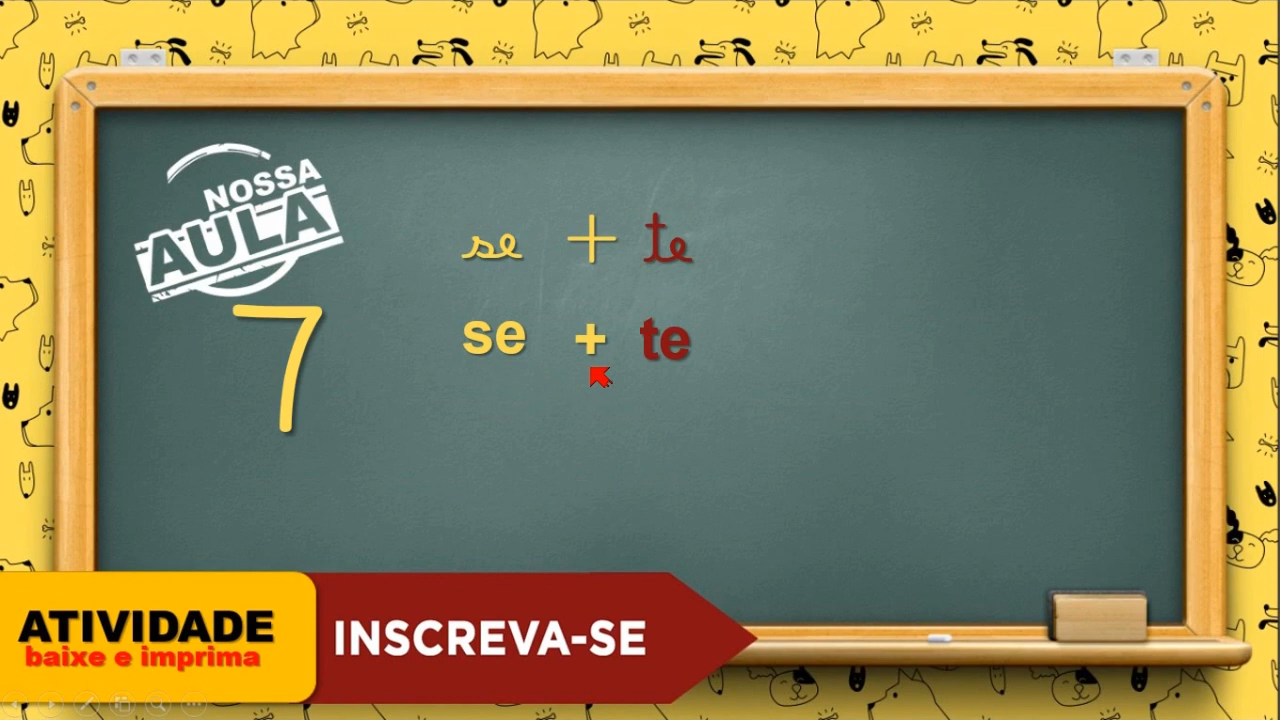 NOSSA
AULA
7
se + te
se + te
ATIVIDADE
baixe e imprima
INSCREVA-SE